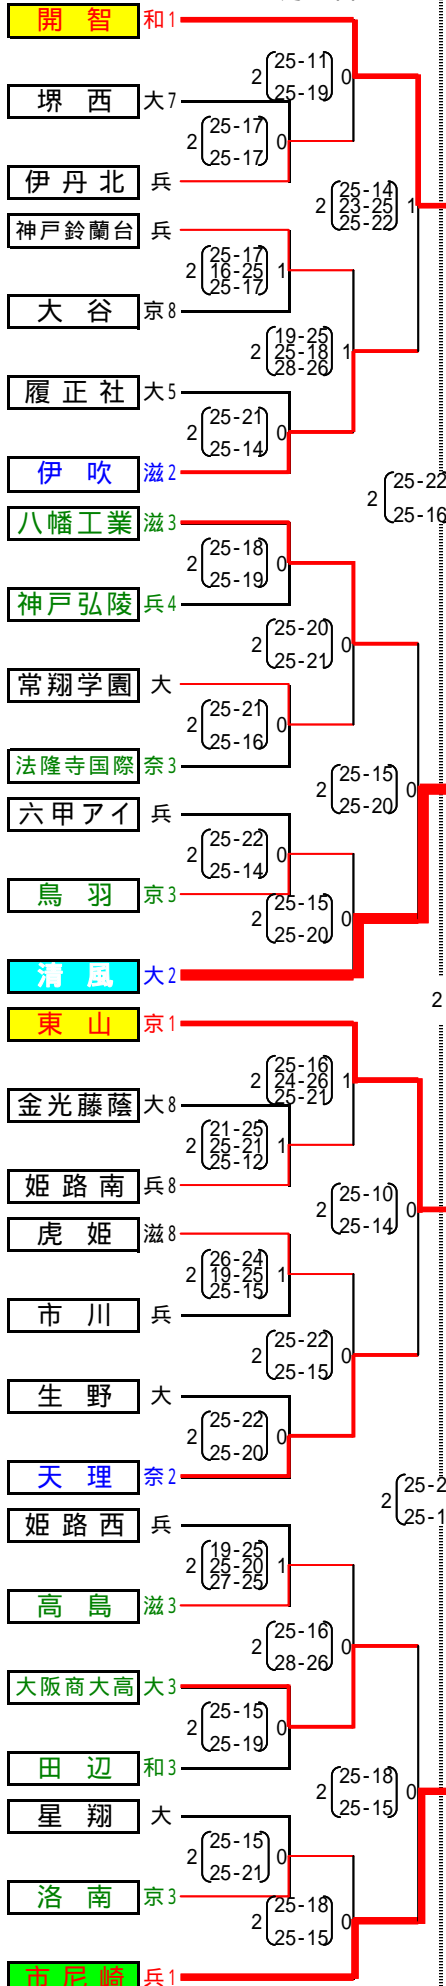 開智 和1
2 25-11 0
25-19
堺西 大7
2 25-17 0
25-17
伊丹北 兵
2 25-14 1
23-25
25-22
神戸鈴蘭台 兵
2 25-17 1
16-25
25-17
大谷 京8
2 19-25 1
25-18
28-26
履正社 大5
2 25-21 0
25-14
伊吹 滋2
2 25-22
25-16
八幡工業 滋3
2 25-18 0
25-19
神戸弘陵 兵4
2 25-20 0
25-21
常翔学園 大
2 25-21 0
25-16
法隆寺国際 奈3
2 25-15 0
25-20
六甲アイ 兵
2 25-22 0
25-14
鳥羽 京3
2 25-15 0
25-20
清風 大2
2
東山 京1
2 25-16 1
24-26
25-21
金光藤蔭 大8
2 21-25 1
25-21
25-12
姫路南 兵8
2 25-10 0
25-14
虎姫 滋8
2 26-24 1
19-25
25-15
市川 兵
2 25-22 0
25-15
生野 大
2 25-22 0
25-20
天理 奈2
2 25-2
25-1
姫路西 兵
2 19-25 1
25-20
27-25
高島 滋3
2 25-16 0
28-26
大阪商大高 大3
2 25-15 0
25-19
田辺 和3
2 25-18 0
25-15
星翔 大
2 25-15 0
25-21
洛南 京3
2 25-18 0
25-15
市尼崎 兵1